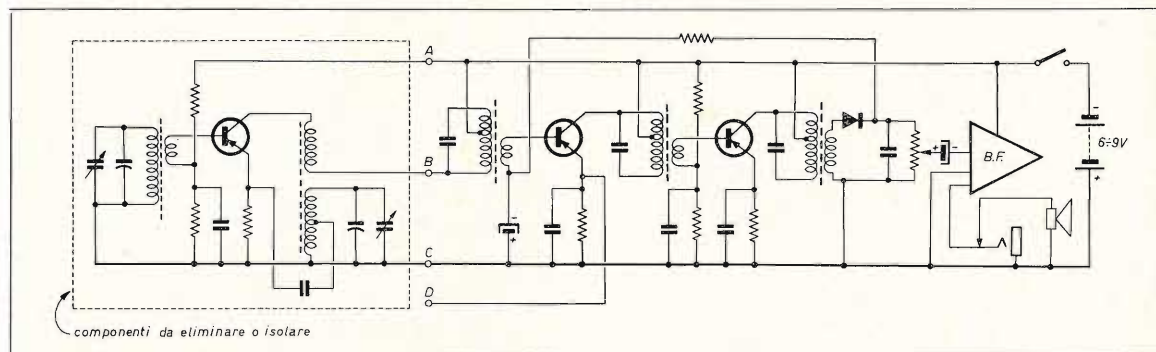 A
B
C
D
B.F.
-
6÷9V
+
+ -
-
+
componenti da eliminare o isolare